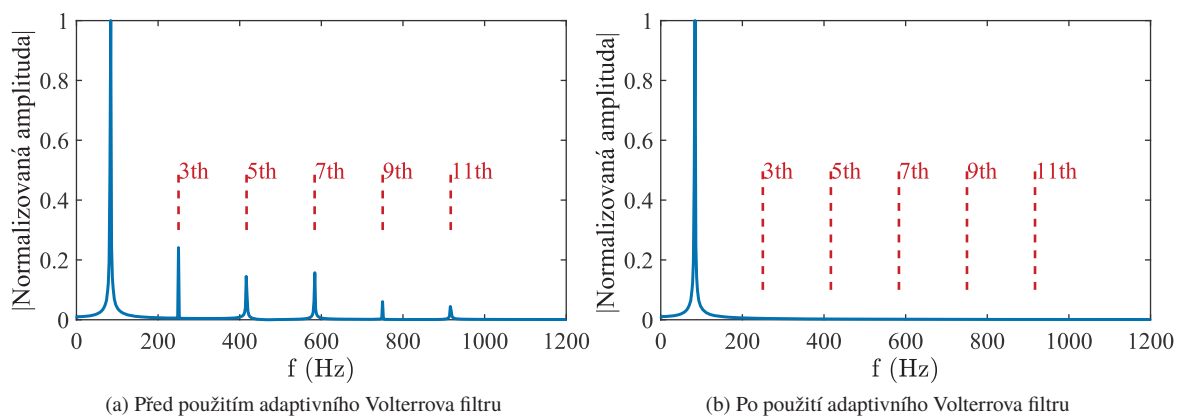 |Normalizovaná amplituda|
1
0.8
0.6
0.4
0.2
0
3th 5th 7th 9th 11th
0 200 400 600 800 1000 1200
f (Hz)
(a) Před použitím adaptivního Volterrova filtru
|Normalizovaná amplituda|
1
0.8
0.6
0.4
0.2
0
3th 5th 7th 9th 11th
0 200 400 600 800 1000 1200
f (Hz)
(b) Po použití adaptivního Volterrova filtru